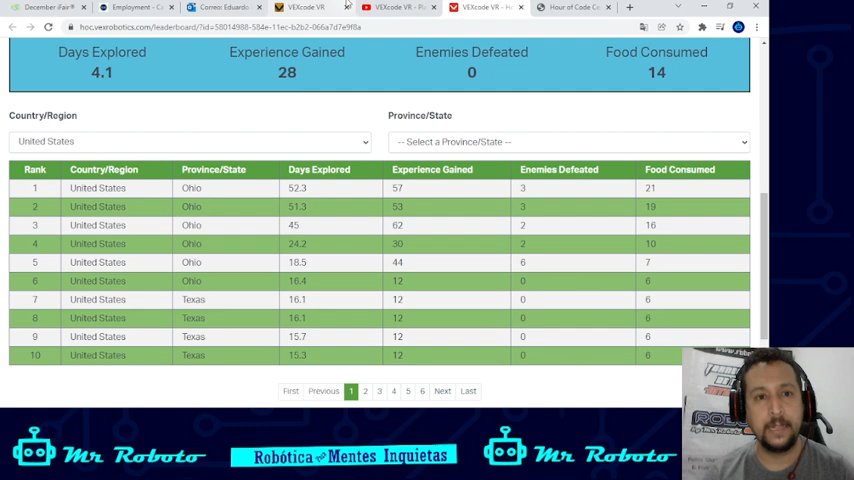 December iFair®
Employment - C
Correo: Eduardo
VEXcode VR
VEXcode VR - Pl
VEXcode VR - H
Hour of Code C
hoc.vexrobotics.com/leaderboard/?id=58014988-584e-11ec-b2b2-066a7d7e9f8a
Days Explored Experience Gained Enemies Defeated Food Consumed
4.1 28 0 14
Country/Region Province/State
United States -- Select a Province/State --
Rank Country/Region Province/State Days Explored Experience Gained Enemies Defeated Food Consumed
1 United States Ohio 52.3 57 3 21
2 United States Ohio 51.3 53 3 19
3 United States Ohio 45 62 2 16
4 United States Ohio 24.2 30 2 10
5 United States Ohio 18.5 44 6 7
6 United States Ohio 16.4 12 0 6
7 United States Texas 16.1 12 0 6
8 United States Texas 16.1 12 0 6
9 United States Texas 15.7 12 0 6
10 United States Texas 15.3 12 0 6
First Previous 1 2 3 4 5 6 Next Last
Mr Roboto Robótica Mentes Inquietas Mr Roboto